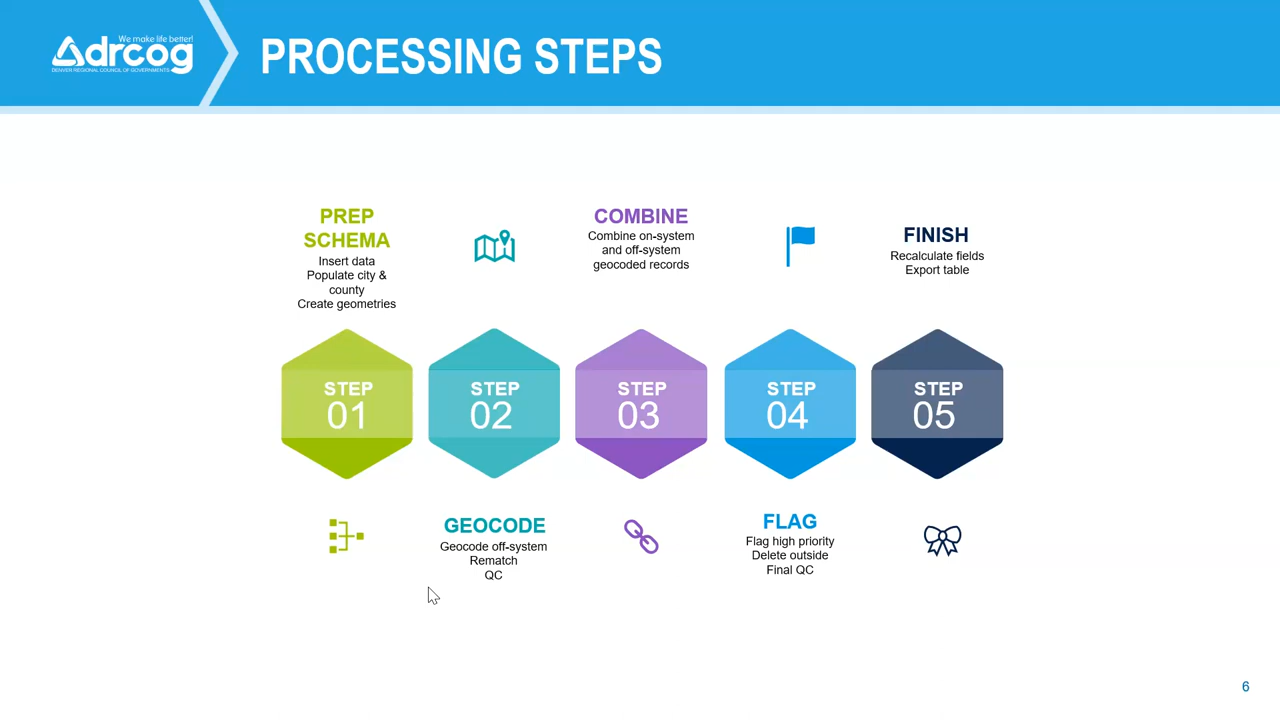 We make life better!
drcog
DENVER REGIONAL COUNCIL OF GOVERNMENTS
PROCESSING STEPS
PREP
SCHEMA
Insert data
Populate city &
county
Create geometries
COMBINE
Combine on-system
and off-system
geocoded records
FINISH
Recalculate fields
Export table
STEP
01
STEP
02
STEP
03
STEP
04
STEP
05
GEOCODE
Geocode off-system
Rematch
QC
FLAG
Flag high priority
Delete outside
Final QC
6